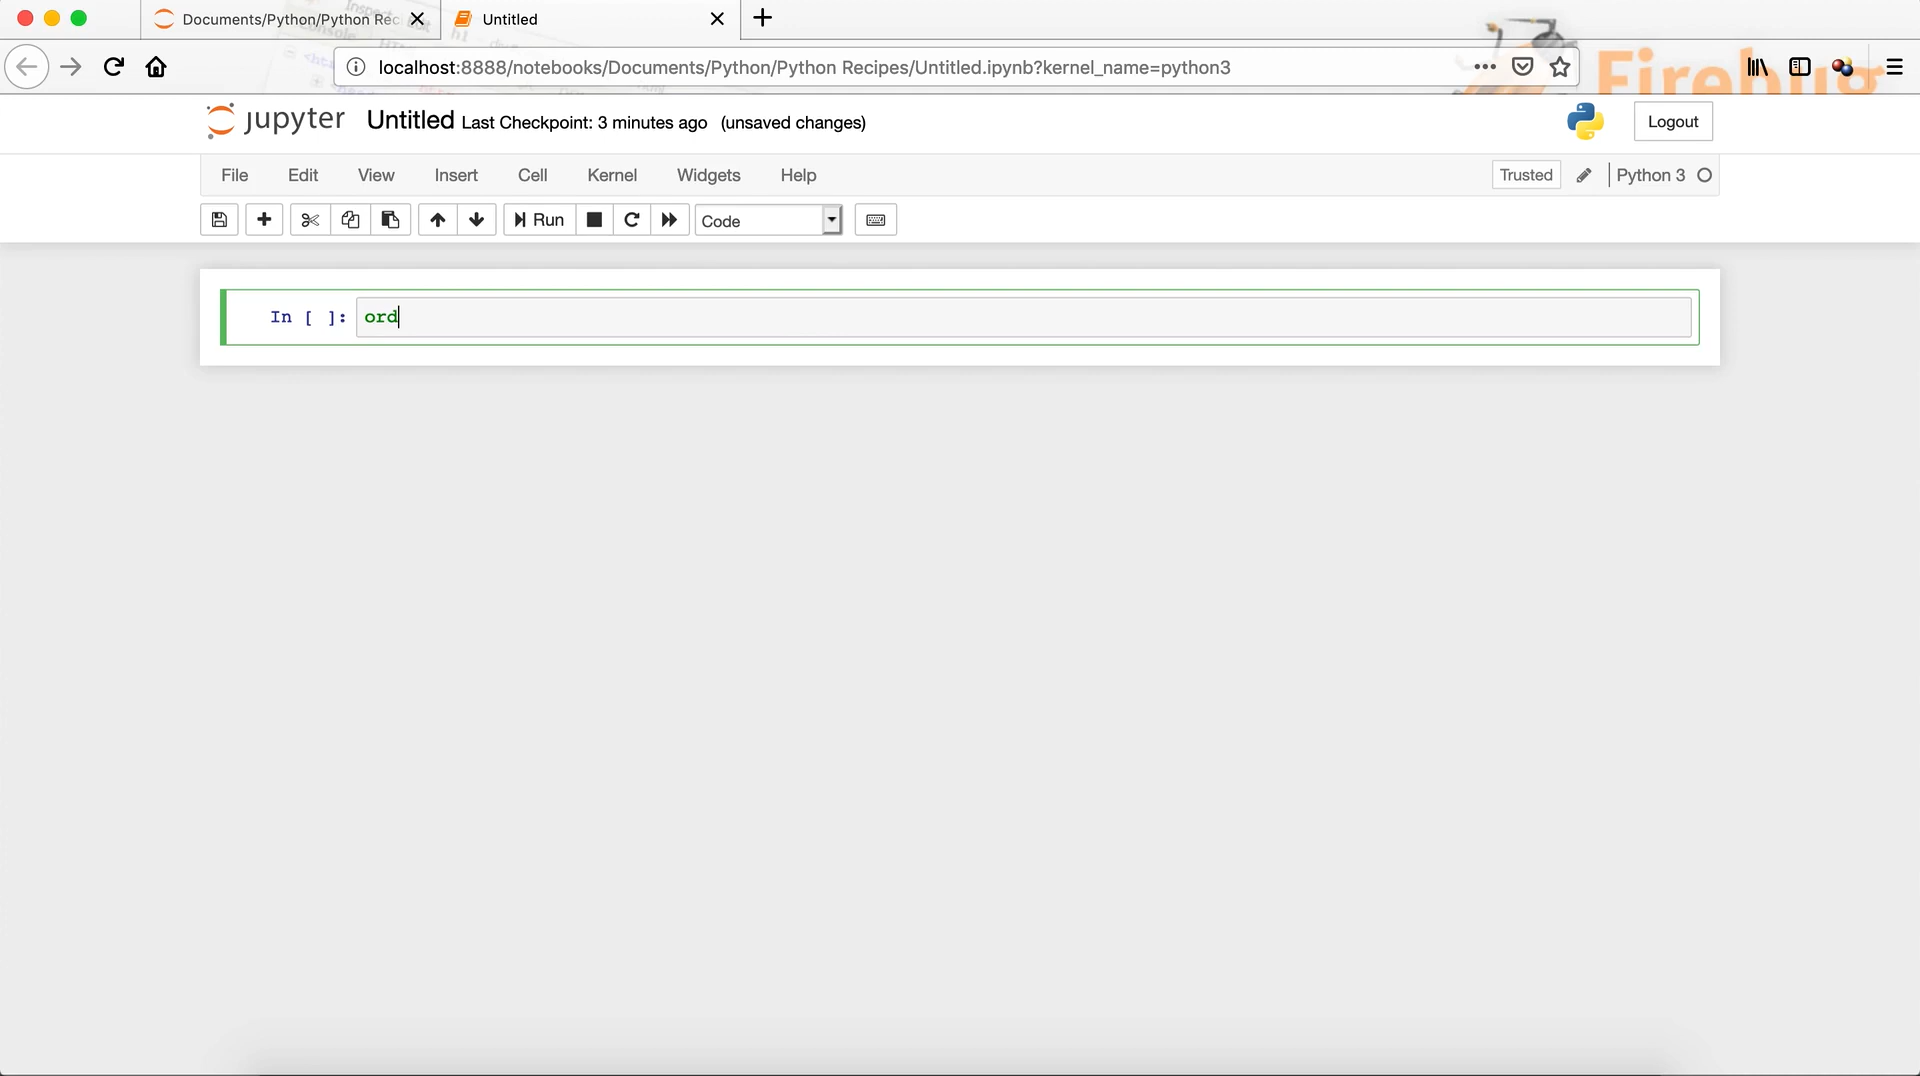 Documents/Python/Python Rec
Untitled
localhost:8888/notebooks/Documents/Python/Python Recipes/Untitled.ipynb?kernel_name=python3
Firebug
jupyter Untitled Last Checkpoint: 3 minutes ago (unsaved changes)
Logout
File Edit View Insert Cell Kernel Widgets Help
Trusted
Python 3
Run
Code
In [ ]: ord